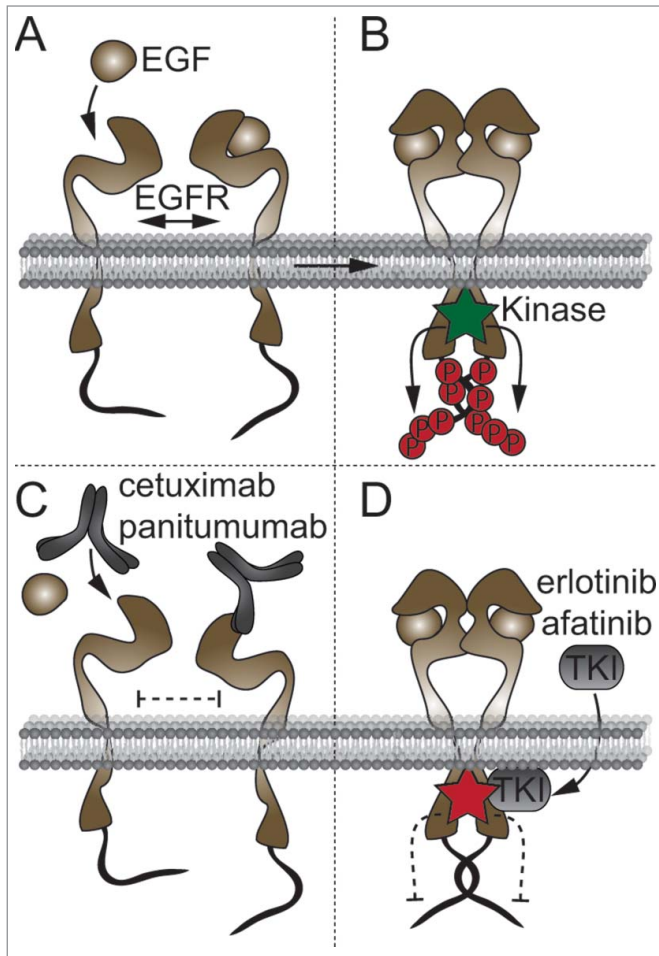 A
EGF
EGFR
B
Kinase
P P
P P
P P P P
P P P P
C
cetuximab
panitumumab
D
erlotinib
afatinib
TKI
TKI